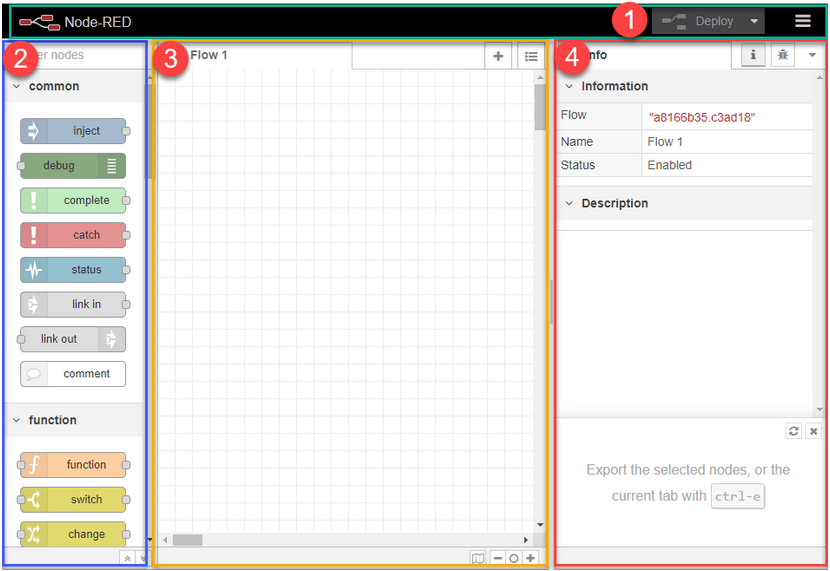 Node-RED
1
Deploy
2
er nodes
3
Flow 1
4
nfo
i
common
inject
debug
complete
catch
status
link in
link out
comment
function
function
switch
change
Information
Flow "a8166b35.c3ad18"
Name Flow 1
Status Enabled
Description
Export the selected nodes, or the
current tab with ctrl-e